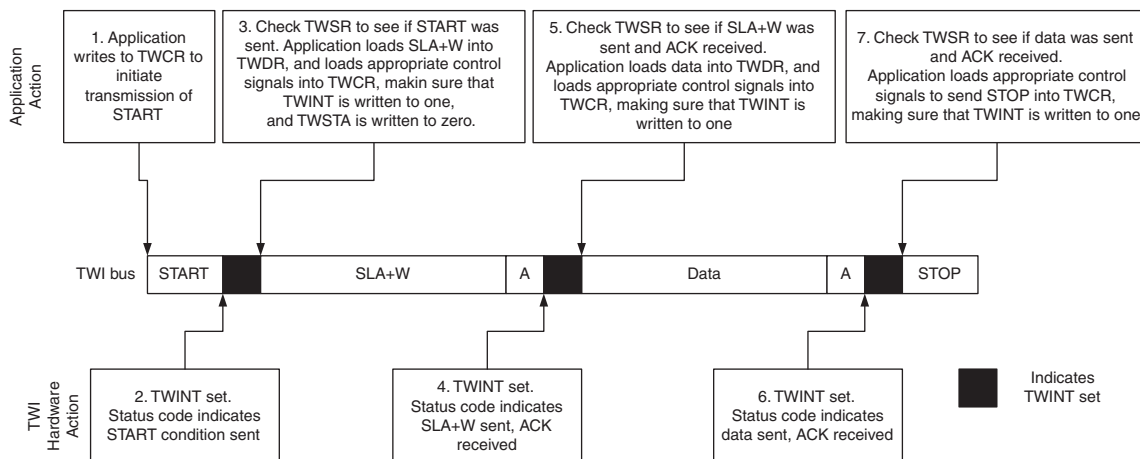 Application
Action
1. Application
writes to TWCR to
initiate
transmission of
START
3. Check TWSR to see if START was
sent. Application loads SLA+W into
TWDR, and loads appropriate control
signals into TWCR, makin sure that
TWINT is written to one,
and TWSTA is written to zero.
5. Check TWSR to see if SLA+W was
sent and ACK received.
Application loads data into TWDR, and
loads appropriate control signals into
TWCR, making sure that TWINT is
written to one
7. Check TWSR to see if data was sent
and ACK received.
Application loads appropriate control
signals to send STOP into TWCR,
making sure that TWINT is written to one
TWI bus
START
SLA+W
A
Data
A
STOP
TWI
Hardware
Action
2. TWINT set.
Status code indicates
START condition sent
4. TWINT set.
Status code indicates
SLA+W sent, ACK
received
6. TWINT set.
Status code indicates
data sent, ACK received
Indicates
TWINT set